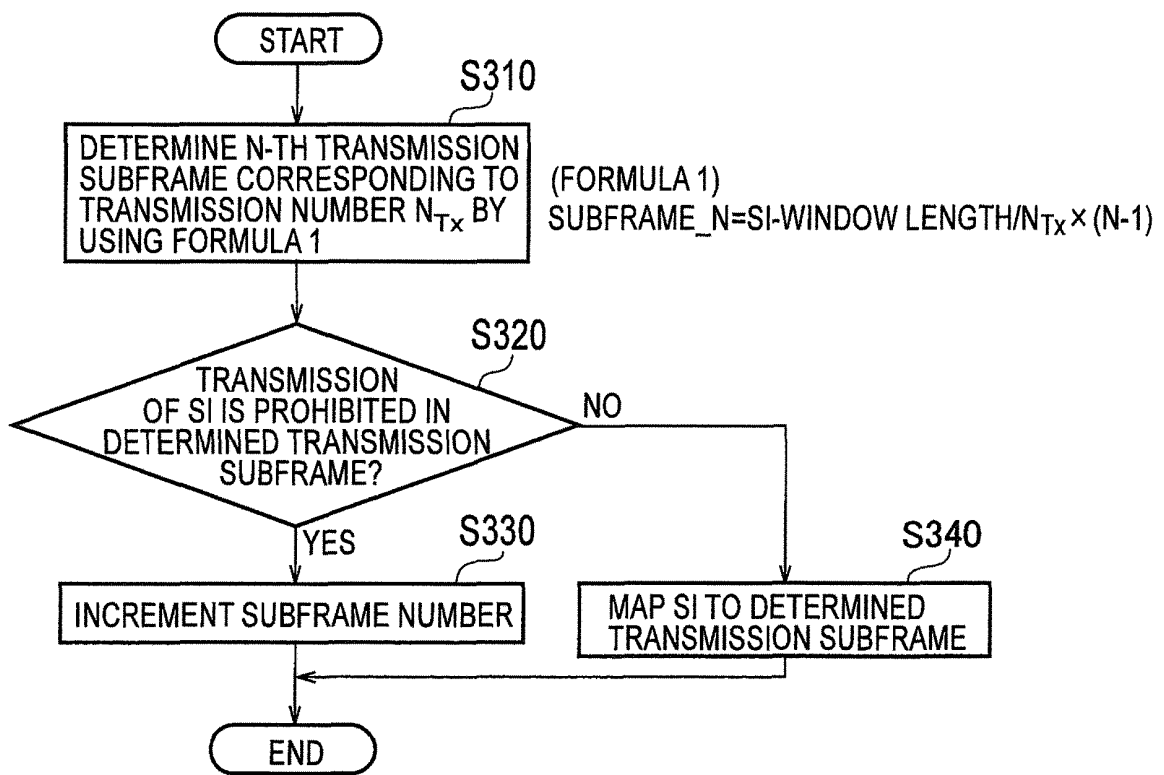 START
S310
DETERMINE N-TH TRANSMISSION
SUBFRAME CORRESPONDING TO
TRANSMISSION NUMBER NTx BY
USING FORMULA 1
(FORMULA 1)
SUBFRAME_N=SI-WINDOW LENGTH/NTx×(N-1)
S320
TRANSMISSION
OF SI IS PROHIBITED IN
DETERMINED TRANSMISSION
SUBFRAME?
NO
YES
S330
INCREMENT SUBFRAME NUMBER
S340
MAP SI TO DETERMINED
TRANSMISSION SUBFRAME
END